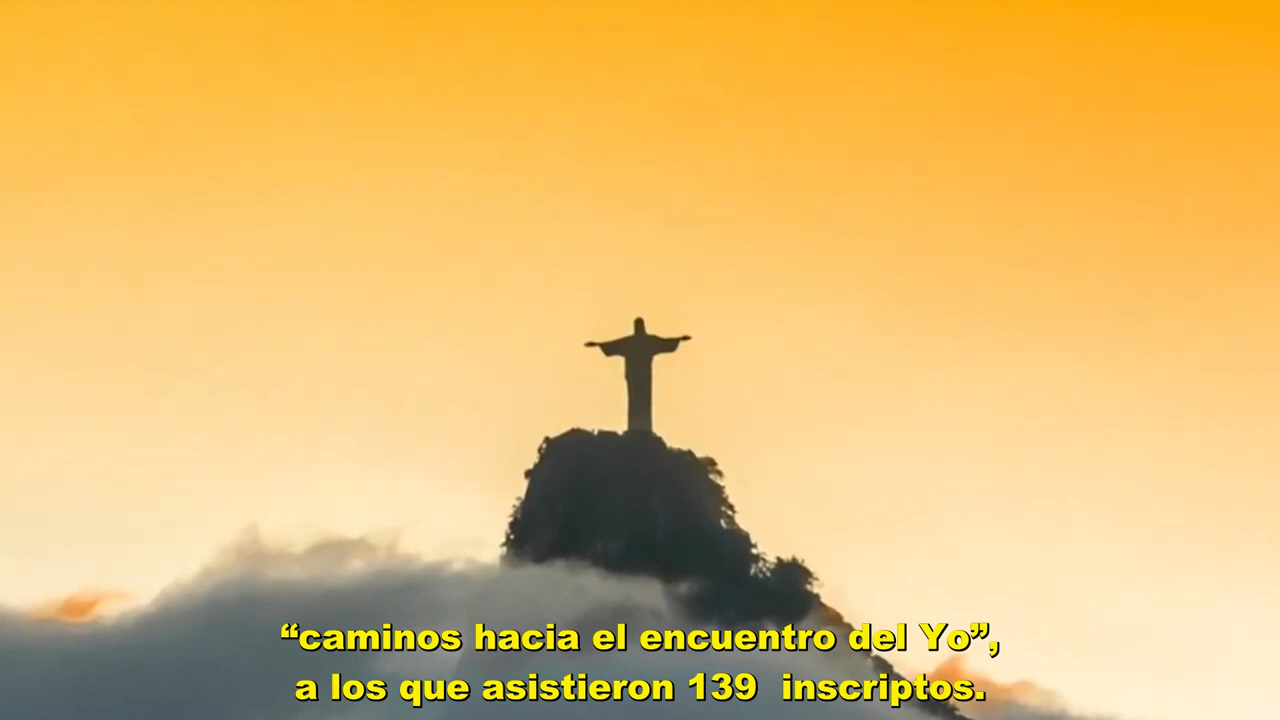 “caminos hacia el encuentro del Yo”,
a los que asistieron 139  inscriptos.